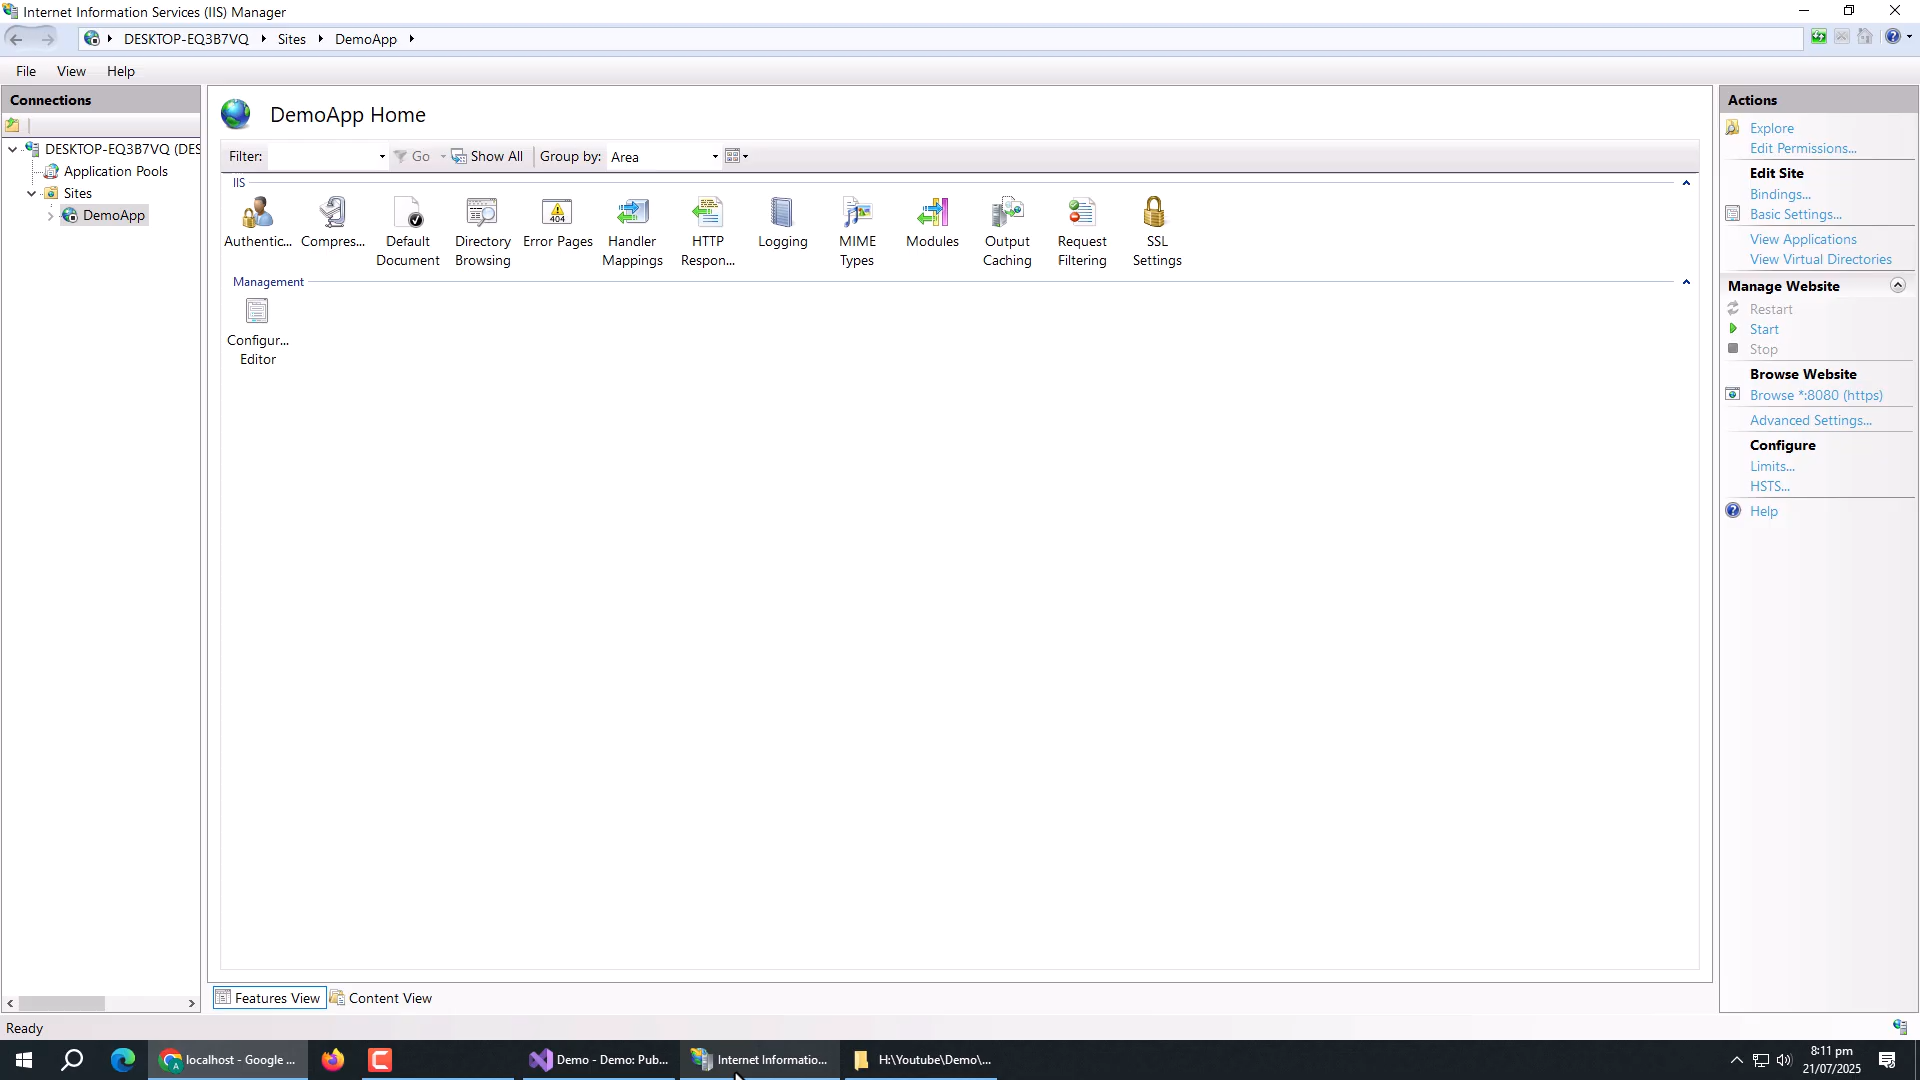 Internet Information Services (IIS) Manager
DESKTOP-EQ3B7VQ Sites DemoApp
File View Help
Connections
DESKTOP-EQ3B7VQ (DES
Application Pools
Sites
DemoApp
DemoApp Home
Filter: Go Show All Group by: Area
IIS
Authentic... Compres... Default Document Directory Browsing Error Pages Handler Mappings HTTP Respon... Logging MIME Types Modules Output Caching Request Filtering SSL Settings
404
Management
Configur... Editor
Features View Content View
Ready
Actions
Explore
Edit Permissions...
Edit Site
Bindings...
Basic Settings...
View Applications
View Virtual Directories
Manage Website
Restart
Start
Stop
Browse Website
Browse *:8080 (https)
Advanced Settings...
Configure
Limits...
HSTS...
Help
localhost - Google ... Demo - Demo: Pub... Internet Informatio... H:\Youtube\Demo\...
8:11 pm
21/07/2025